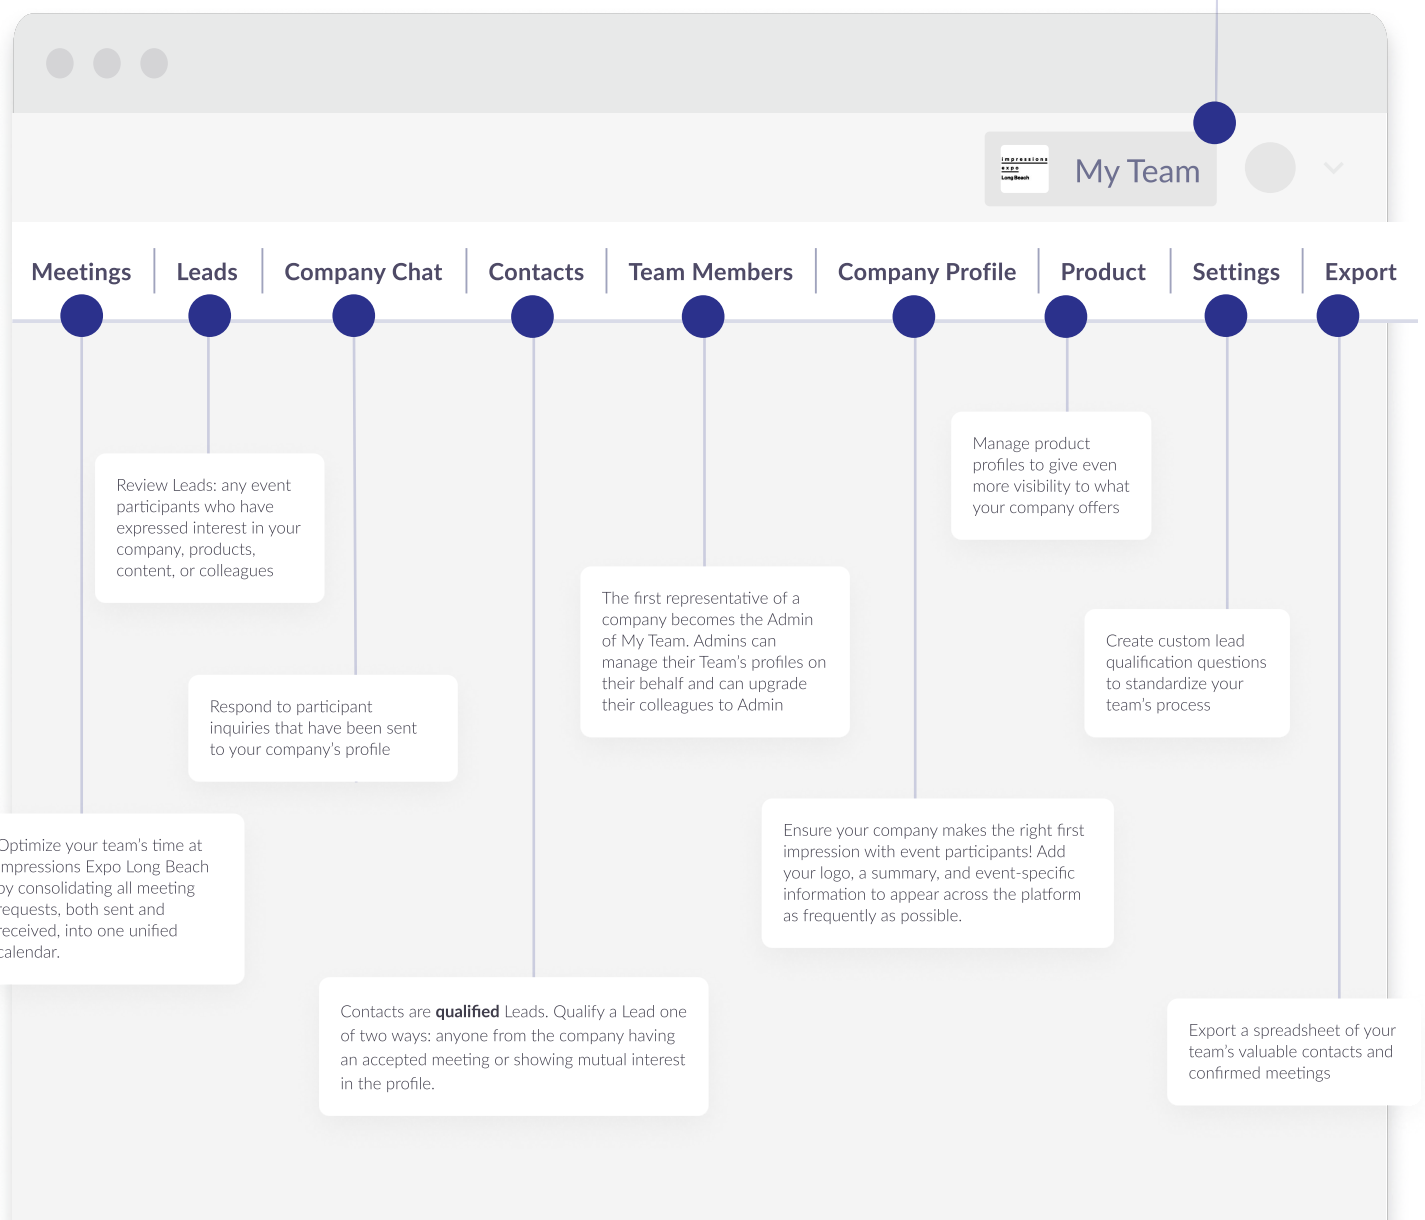 impressions
expo
Long Beach
My Team
Meetings
Leads
Company Chat
Contacts
Team Members
Company Profile
Product
Settings
Export
Manage product
profiles to give even
more visibility to what
your company offers
Review Leads: any event
participants who have
expressed interest in your
company, products,
content, or colleagues
The first representative of a
company becomes the Admin
of My Team. Admins can
manage their Team's profiles on
their behalf and can upgrade
their colleagues to Admin
Create custom lead
qualification questions
to standardize your
team's process
Respond to participant
inquiries that have been sent
to your company's profile
Ensure your company makes the right first
impression with event participants! Add
your logo, a summary, and event-specific
information to appear across the platform
as frequently as possible.
Optimize your team's time at
mpressions Expo Long Beach
by consolidating all meeting
requests, both sent and
received, into one unified
calendar.
Contacts are qualified Leads. Qualify a Lead one
of two ways: anyone from the company having
an accepted meeting or showing mutual interest
in the profile.
Export a spreadsheet of your
team's valuable contacts and
confirmed meetings